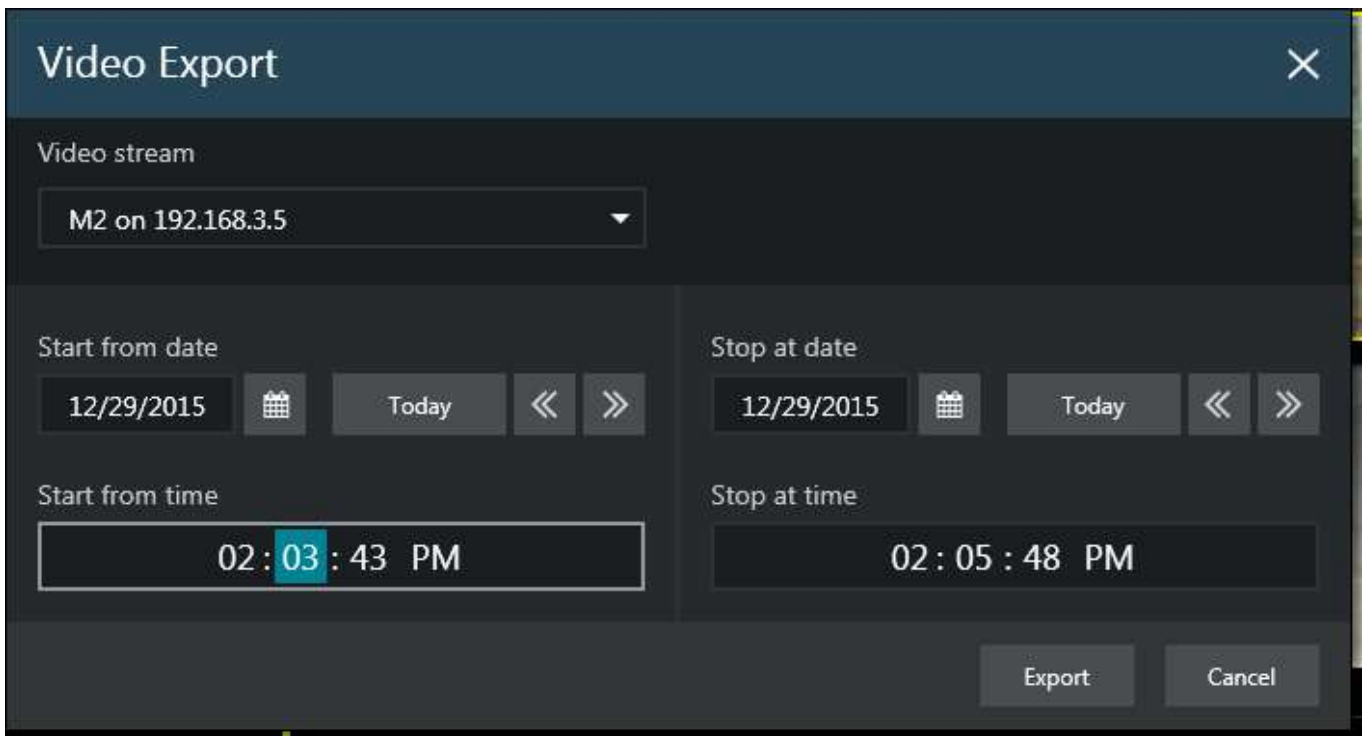 Video Export
Video stream
M2 on 192.168.3.5
Start from date
12/29/2015 Today
Start from time
02 : 03 : 43 PM
Stop at date
12/29/2015 Today
Stop at time
02 : 05 : 48 PM
Export Cancel